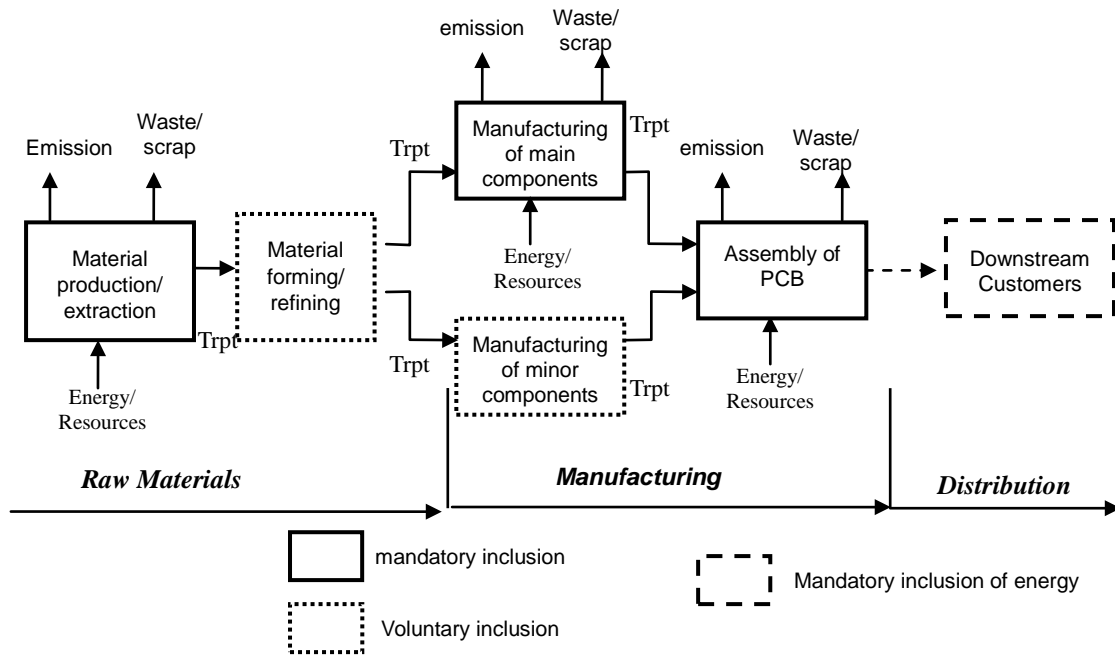 emission
Waste/
scrap
Manufacturing
of main
components
Trpt
Trpt
Energy/
Resources
Emission
Waste/
scrap
Material
production/
extraction
Trpt
Energy/
Resources
Material
forming/
refining
Trpt
Manufacturing
of minor
components
Trpt
emission
Waste/
scrap
Assembly of
PCB
Energy/
Resources
Downstream
Customers
Raw Materials
Manufacturing
Distribution
mandatory inclusion
Mandatory inclusion of energy
Voluntary inclusion